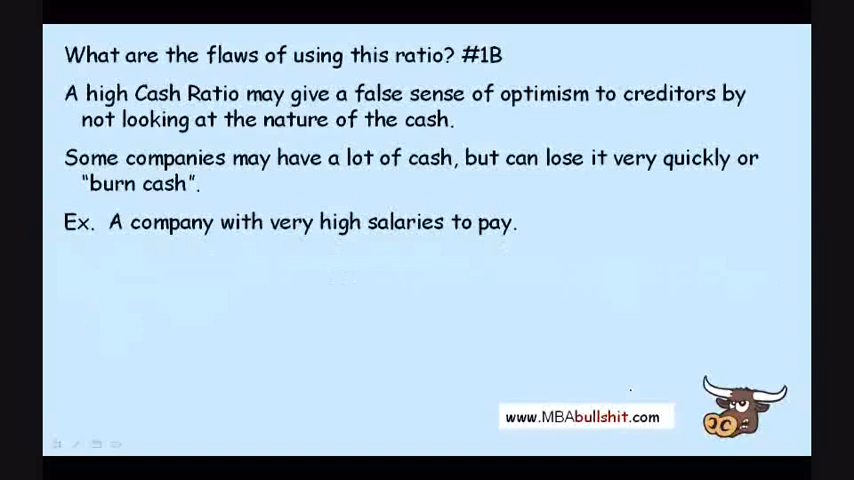 What are the flaws of using this ratio? #1B
A high Cash Ratio may give a false sense of optimism to creditors by
not looking at the nature of the cash.
Some companies may have a lot of cash, but can lose it very quickly or
“burn cash”.
Ex. A company with very high salaries to pay.
www.MBAbullshit.com